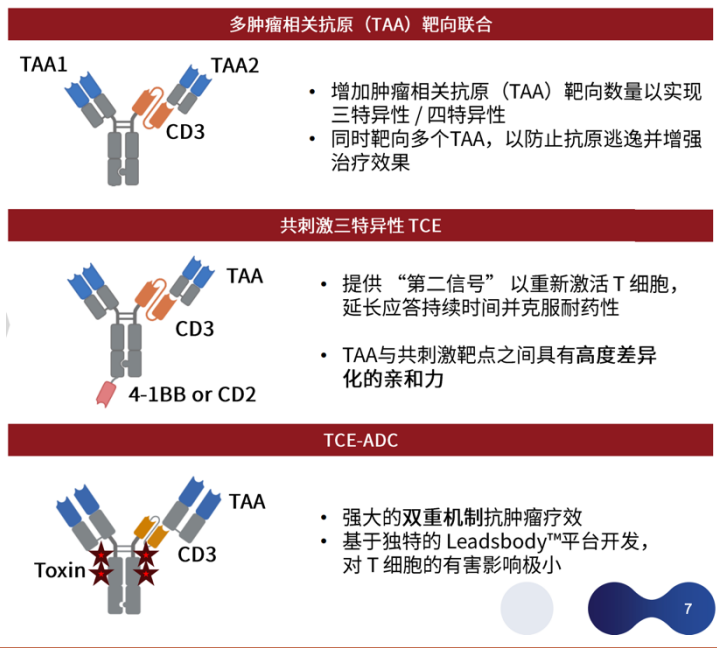 多肿瘤相关抗原（TAA）靶向联合
TAA1
TAA2
CD3
• 增加肿瘤相关抗原（TAA）靶向数量以实现
三特异性 / 四特异性
• 同时靶向多个TAA，以防止抗原逃逸并增强
治疗效果
共刺激三特异性 TCE
TAA
CD3
4-1BB or CD2
• 提供 “第二信号” 以重新激活 T 细胞，
延长应答持续时间并克服耐药性
• TAA与共刺激靶点之间具有高度差异
化的亲和力
TCE-ADC
TAA
CD3
Toxin
• 强大的双重机制抗肿瘤疗效
• 基于独特的 Leadsbody™平台开发，
对 T 细胞的有害影响极小
7